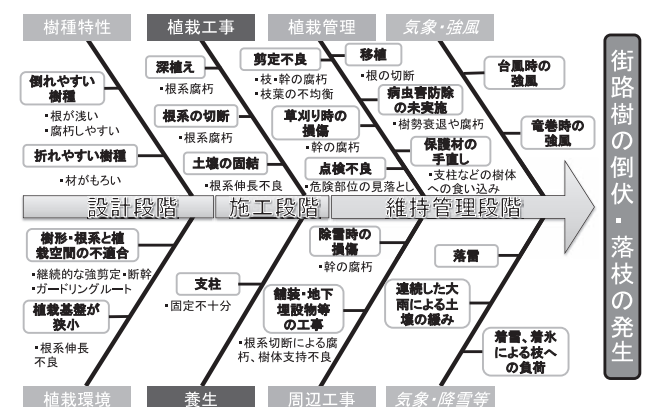 樹種特性
植栽工事
植栽管理
気象・強風
倒れやすい
樹種
・根が浅い
・腐朽しやすい
折れやすい樹種
・材がもろい
深植え
・根系腐朽
根系の切断
・根系腐朽
土壌の固結
・根系伸長不良
剪定不良
・枝・幹の腐朽
・枝葉の不均衡
草刈り時の
損傷
・幹の腐朽
点検不良
・危険部位の見落とし
移植
・根の切断
病虫害防除
の未実施
・樹勢衰退や腐朽
保護材の
手直し
・支柱などの樹体
への食い込み
台風時の
強風
竜巻時の
強風
設計段階
施工段階
維持管理段階
街路樹の倒伏・落枝の発生
樹形・根系と植
栽空間の不適合
・継続的な強剪定・断幹
・ガードリングルート
植栽基盤が
狭小
・根系伸長
不良
支柱
・固定不十分
除雪時の
損傷
・幹の腐朽
舗装・地下
埋設物等
の工事
・根系切断による腐
朽、樹体支持不良
落雷
連続した大
雨による土
壌の緩み
着雪、着氷
による枝へ
の負荷
植栽環境
養生
周辺工事
気象・降雪等